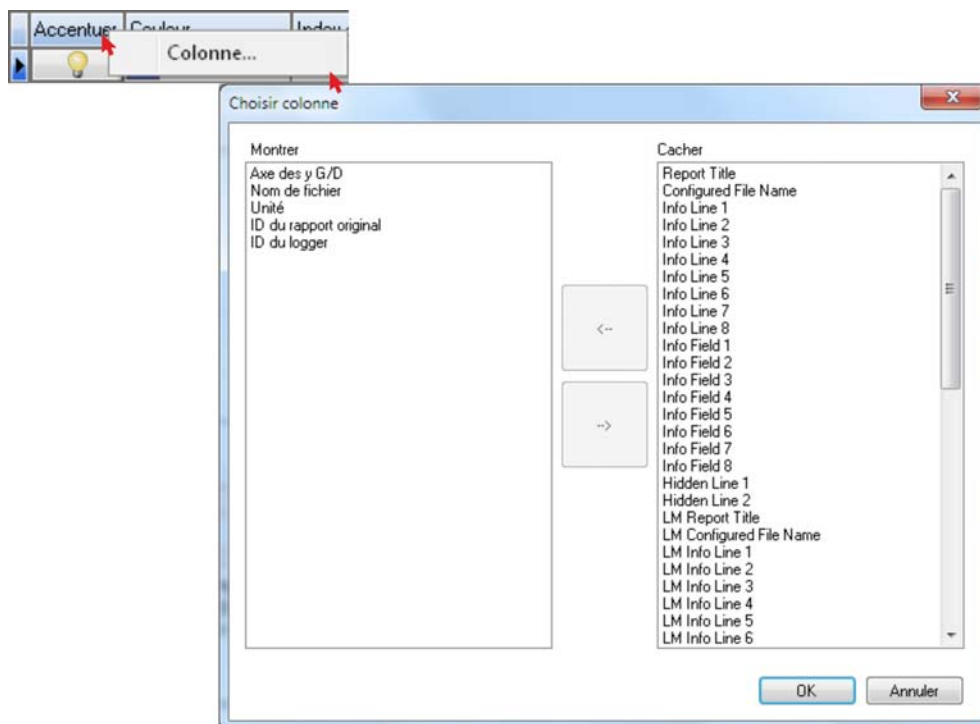 Accentuer Couleur
Colonne...
Choisir colonne
Montrer
Axe des y G/D
Nom de fichier
Unité
ID du rapport original
ID du logger
<--
-->
Cacher
Report Title
Configured File Name
Info Line 1
Info Line 2
Info Line 3
Info Line 4
Info Line 5
Info Line 6
Info Line 7
Info Line 8
Info Field 1
Info Field 2
Info Field 3
Info Field 4
Info Field 5
Info Field 6
Info Field 7
Info Field 8
Hidden Line 1
Hidden Line 2
LM Report Title
LM Configured File Name
LM Info Line 1
LM Info Line 2
LM Info Line 3
LM Info Line 4
LM Info Line 5
LM Info Line 6
OK Annuler